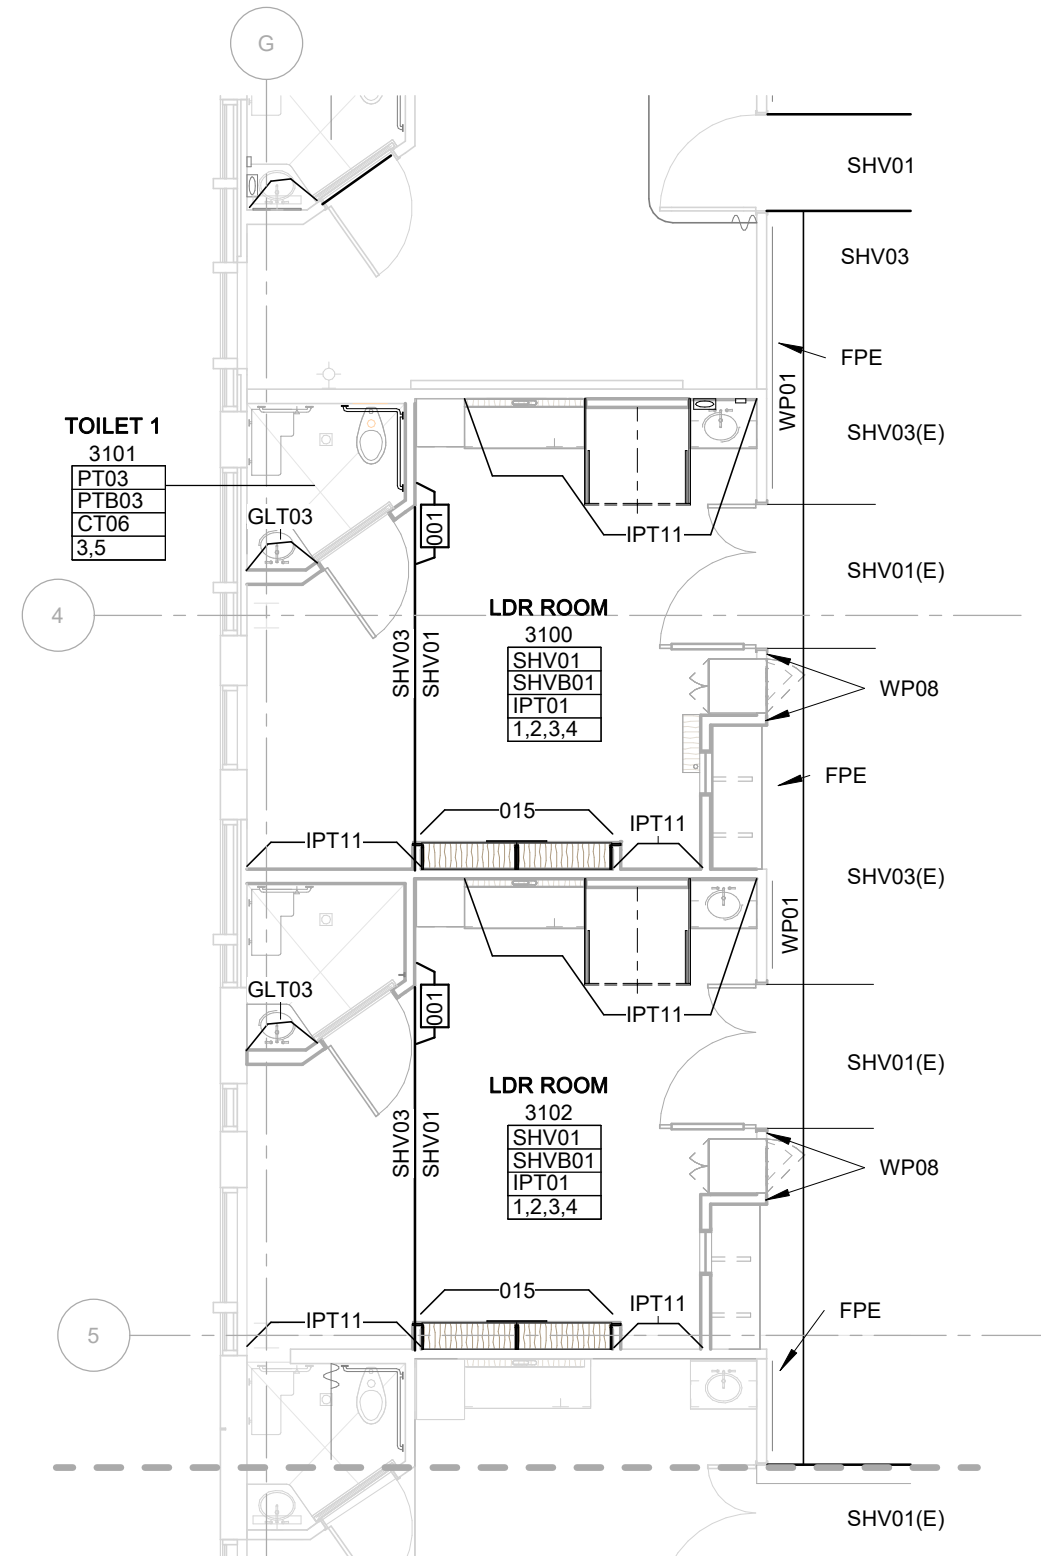 G
SHV01
SHV03
FPE
WP01
SHV03(E)
TOILET 1
3101
PT03
PTB03
CT06
3,5
GLT03
001
IPT11
SHV01(E)
4
LDR ROOM
3100
SHV01
SHVB01
IPT01
1,2,3,4
SHV03
SHV01
WP08
FPE
015
IPT11
IPT11
SHV03(E)
WP01
GLT03
001
IPT11
SHV01(E)
LDR ROOM
3102
SHV01
SHVB01
IPT01
1,2,3,4
SHV03
SHV01
WP08
015
IPT11
IPT11
FPE
5
SHV01(E)